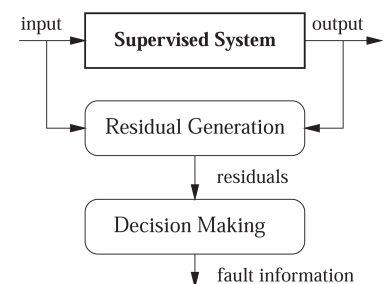 input
output
Supervised System
Residual Generation
residuals
Decision Making
fault information